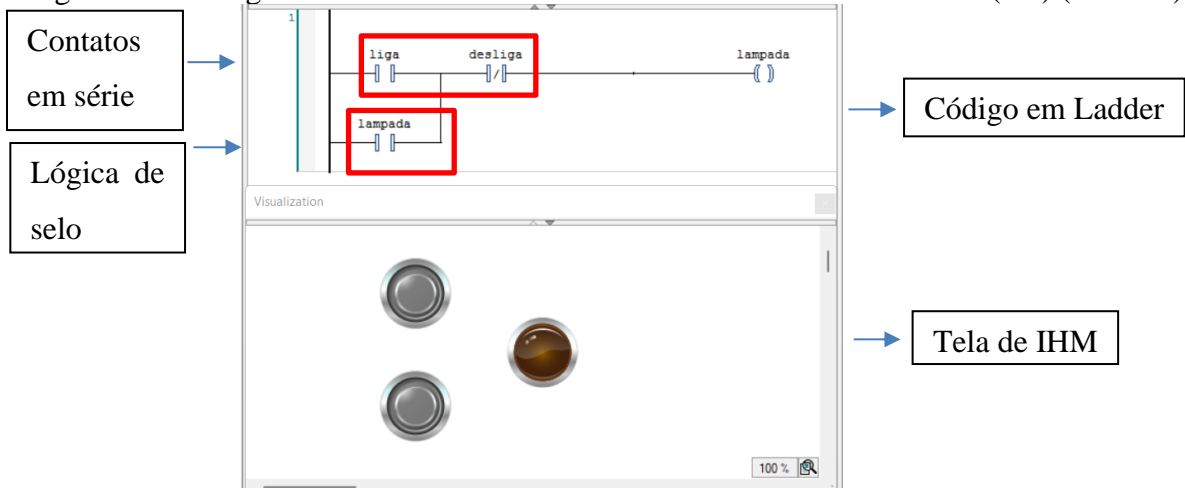 1
Contatos
em série
liga
desliga
lampada
lampada
Código em Ladder
Lógica de
selo
Visualization
Tela de IHM
100 %